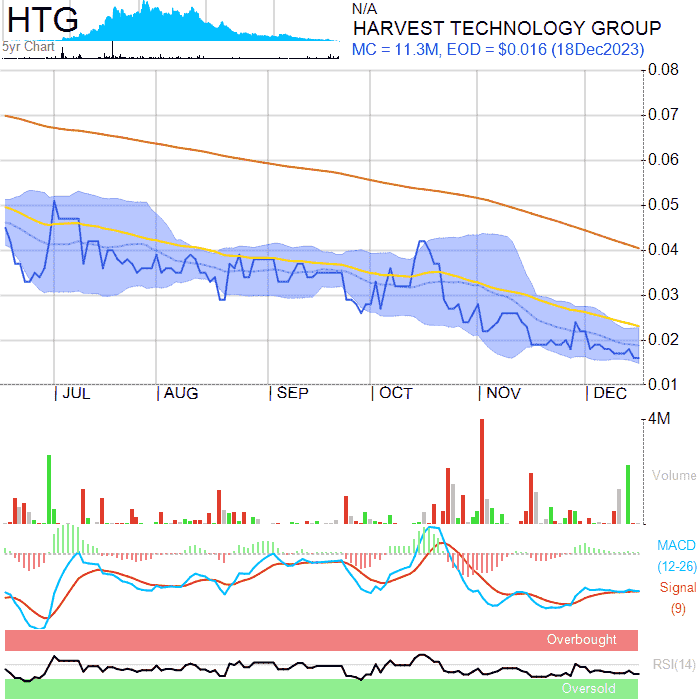 HTG
5yr Chart
N/A
HARVEST TECHNOLOGY GROUP
MC = 11.3M, EOD = $0.016 (18Dec2023)
0.08
0.07
0.06
0.05
0.04
0.03
0.02
0.01
JUL AUG SEP OCT NOV DEC
4M
Volume
MACD
(12-26)
Signal
(9)
Overbought
RSI(14)
Oversold